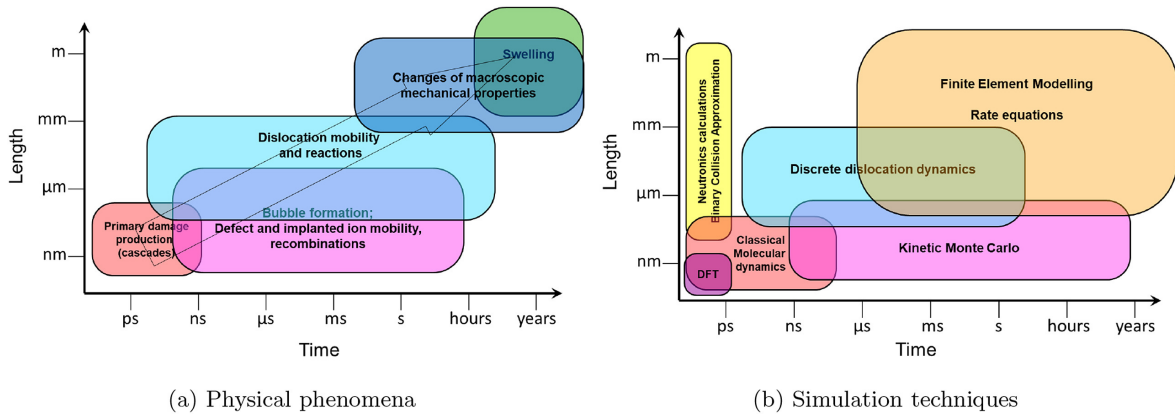 Length
m
mm
μm
nm
Swelling
Changes of macroscopic
mechanical properties
Dislocation mobility
and reactions
Bubble formation;
Defect and implanted ion mobility,
recombinations
Primary damage
production
(cascades)
ps
ns
μs
ms
s
hours
years
Time
(a) Physical phenomena
Length
m
mm
μm
nm
Neutronics calculations
Binary Collision Approximation
Finite Element Modelling
Rate equations
Discrete dislocation dynamics
Classical
Molecular
dynamics
Kinetic Monte Carlo
DFT
ps
ns
μs
ms
s
hours
years
Time
(b) Simulation techniques